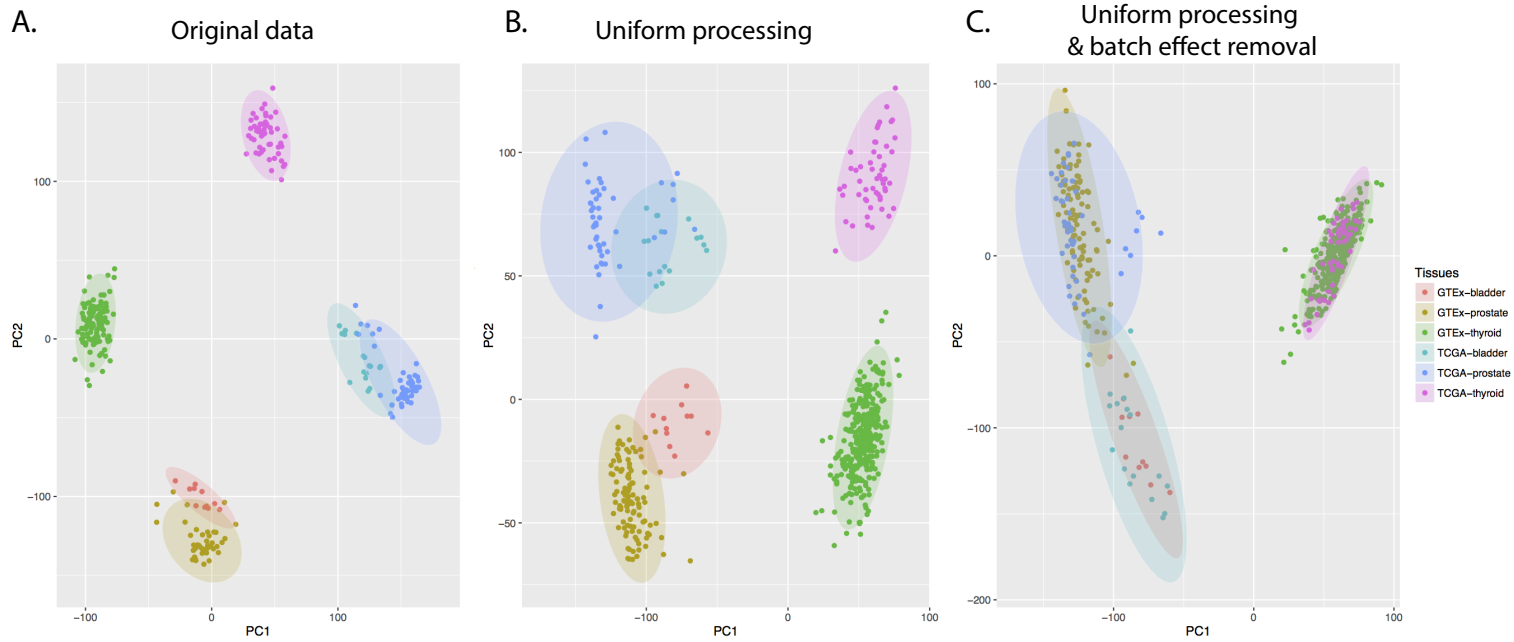 A.
Original data
B.
Uniform processing
C.
Uniform processing
& batch effect removal
100
0
−100
PC2
−100
0
100
PC1
100
50
0
−50
PC2
−100
0
100
PC1
100
0
−100
−200
PC2
−100
0
100
PC1
Tissues
GTEx−bladder
GTEx−prostate
GTEx−thyroid
TCGA−bladder
TCGA−prostate
TCGA−thyroid